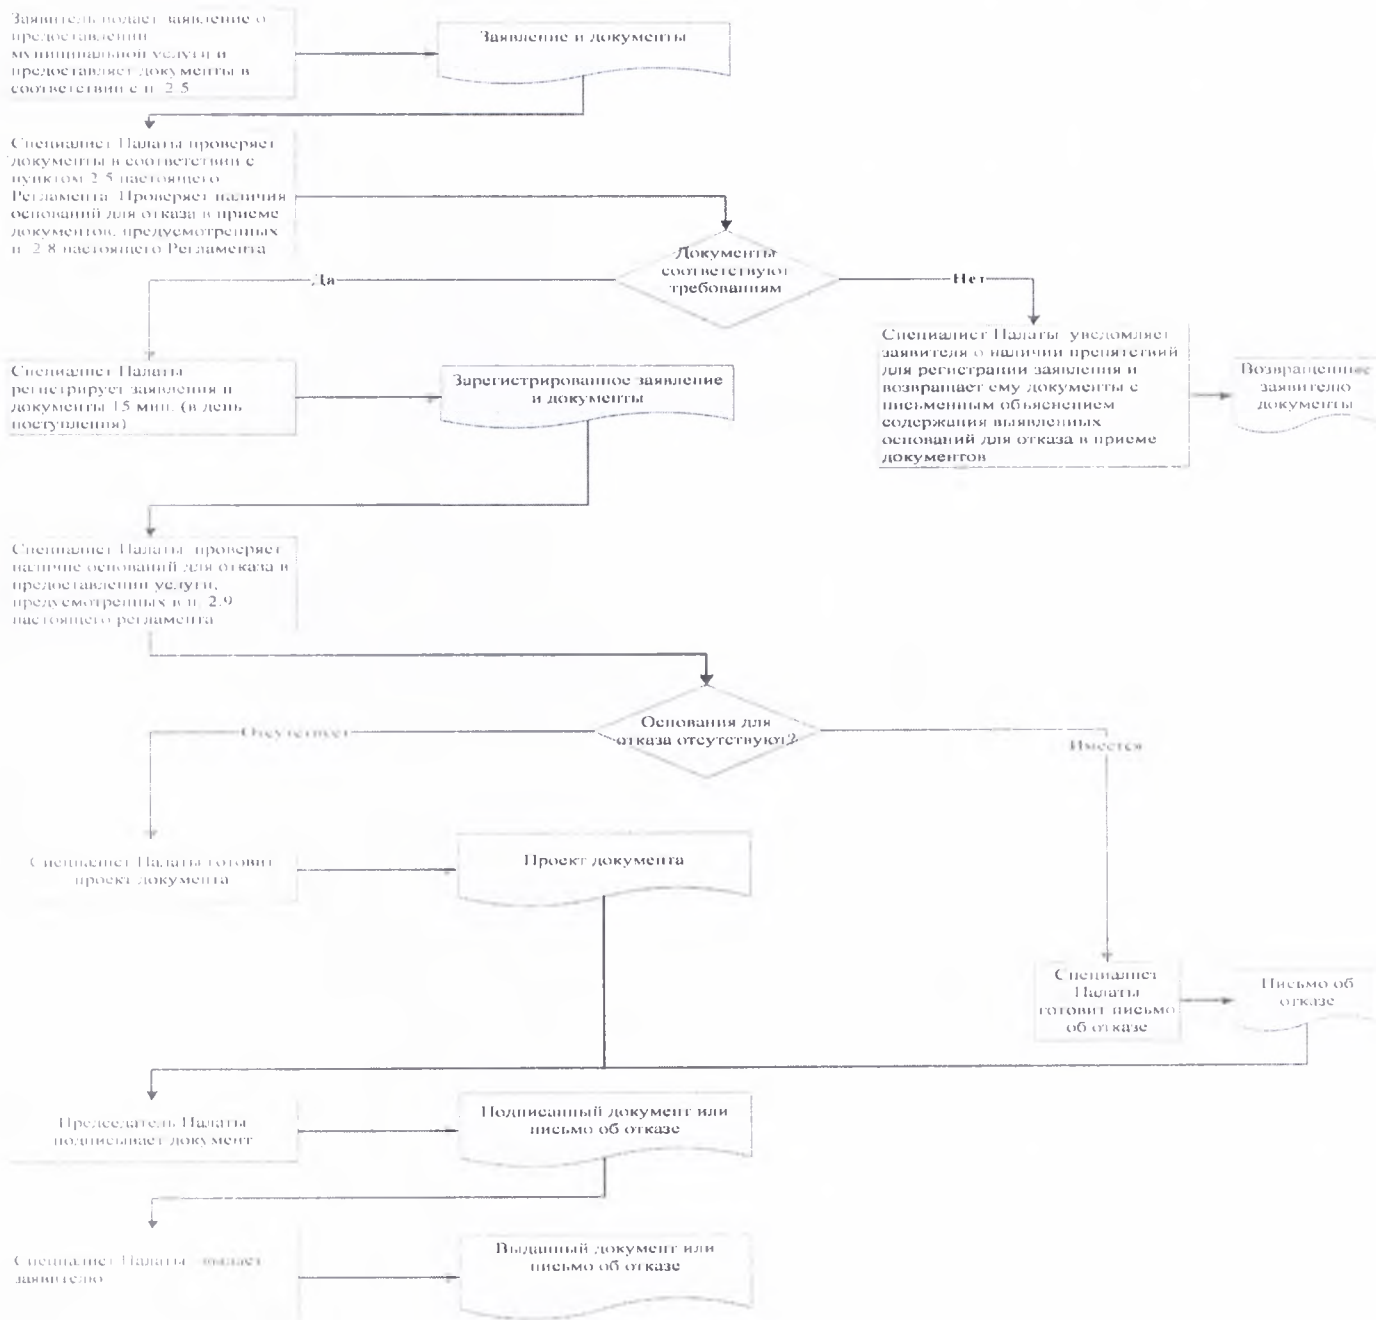 Заявитель подает заявление о
предоставлении
муниципальной услуги и
предоставляет документы в
соответствии с п. 2.5
Заявление и документы
Специалист Палаты проверяет
документы в соответствии с
пунктом 2.5 настоящего
Регламента. Проверяет наличия
оснований для отказа в приеме
документов, предусмотренных
п. 2.8 настоящего Регламента
Документы
соответствуют
требованиям
Да
Нет
Специалист Палаты
регистрирует заявления и
документы 15 мин. (в день
поступления)
Зарегистрированное заявление
и документы
Специалист Палаты уведомляет
заявителя о наличии препятствий
для регистрации заявления и
возвращает ему документы с
письменным объяснением
содержания выявленных
оснований для отказа в приеме
документов
Возвращенные
заявителю
документы
Специалист Палаты проверяет
наличие оснований для отказа в
предоставлении услуги,
предусмотренных в п. 2.9
настоящего регламента
Основания для
отказа отсутствуют?
Отсутствует
Имеется
Специалист Палаты готовит
проект документа
Проект документа
Специалист
Палаты
готовит письмо
об отказе
Письмо об
отказе
Председатель Палаты
подписывает документ
Подписанный документ или
письмо об отказе
Специалист Палаты выдает
заявителю
Выданный документ или
письмо об отказе